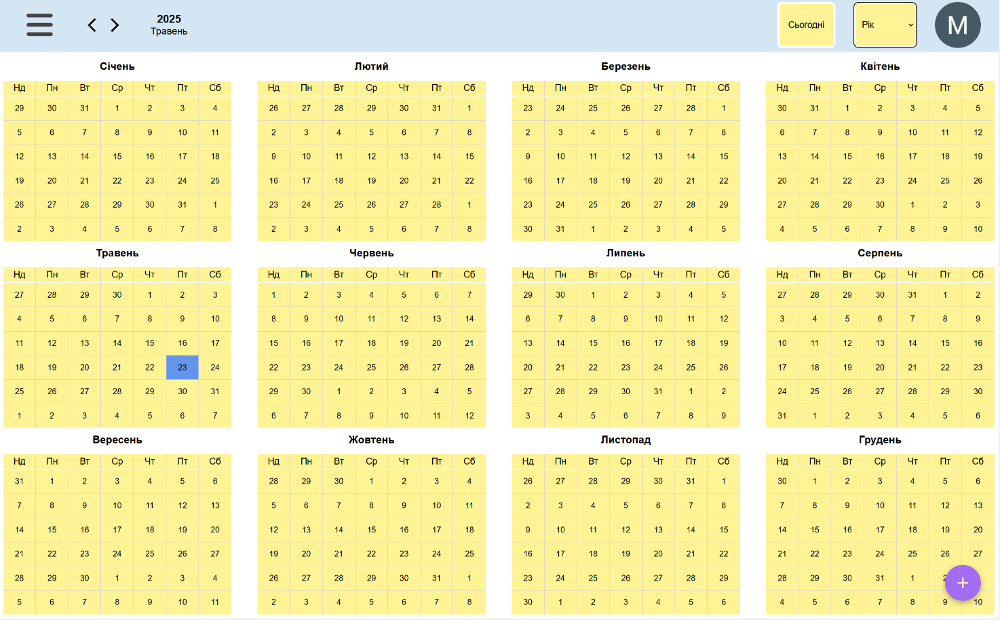 2025
Травень
Сьогодні
Рік
M
Січень Лютий Березень Квітень
Нд Пн Вт Ср Чт Пт Сб Нд Пн Вт Ср Чт Пт Сб Нд Пн Вт Ср Чт Пт Сб Нд Пн Вт Ср Чт Пт Сб
29 30 31 1 2 3 4 26 27 28 29 30 31 1 23 24 25 26 27 28 1 30 31 1 2 3 4 5
5 6 7 8 9 10 11 2 3 4 5 6 7 8 2 3 4 5 6 7 8 6 7 8 9 10 11 12
12 13 14 15 16 17 18 9 10 11 12 13 14 15 9 10 11 12 13 14 15 13 14 15 16 17 18 19
19 20 21 22 23 24 25 16 17 18 19 20 21 22 16 17 18 19 20 21 22 20 21 22 23 24 25 26
26 27 28 29 30 31 1 23 24 25 26 27 28 1 23 24 25 26 27 28 29 27 28 29 30 1 2 3
2 3 4 5 6 7 8 2 3 4 5 6 7 8 30 31 1 2 3 4 5 4 5 6 7 8 9 10
Травень Червень Липень Серпень
Нд Пн Вт Ср Чт Пт Сб Нд Пн Вт Ср Чт Пт Сб Нд Пн Вт Ср Чт Пт Сб Нд Пн Вт Ср Чт Пт Сб
27 28 29 30 1 2 3 1 2 3 4 5 6 7 29 30 1 2 3 4 5 27 28 29 30 31 1 2
4 5 6 7 8 9 10 8 9 10 11 12 13 14 6 7 8 9 10 11 12 3 4 5 6 7 8 9
11 12 13 14 15 16 17 15 16 17 18 19 20 21 13 14 15 16 17 18 19 10 11 12 13 14 15 16
18 19 20 21 22 23 24 22 23 24 25 26 27 28 20 21 22 23 24 25 26 17 18 19 20 21 22 23
25 26 27 28 29 30 31 29 30 1 2 3 4 5 27 28 29 30 31 1 2 24 25 26 27 28 29 30
1 2 3 4 5 6 7 6 7 8 9 10 11 12 3 4 5 6 7 8 9 31 1 2 3 4 5 6
Вересень Жовтень Листопад Грудень
Нд Пн Вт Ср Чт Пт Сб Нд Пн Вт Ср Чт Пт Сб Нд Пн Вт Ср Чт Пт Сб Нд Пн Вт Ср Чт Пт Сб
31 1 2 3 4 5 6 28 29 30 1 2 3 4 26 27 28 29 30 31 1 30 1 2 3 4 5 6
7 8 9 10 11 12 13 5 6 7 8 9 10 11 2 3 4 5 6 7 8 7 8 9 10 11 12 13
14 15 16 17 18 19 20 12 13 14 15 16 17 18 9 10 11 12 13 14 15 14 15 16 17 18 19 20
21 22 23 24 25 26 27 19 20 21 22 23 24 25 16 17 18 19 20 21 22 21 22 23 24 25 26 27
28 29 30 1 2 3 4 26 27 28 29 30 31 1 23 24 25 26 27 28 29 28 29 30 31 1
5 6 7 8 9 10 11 2 3 4 5 6 7 8 30 1 2 3 4 5 6 4 5 6 7 8 9 10